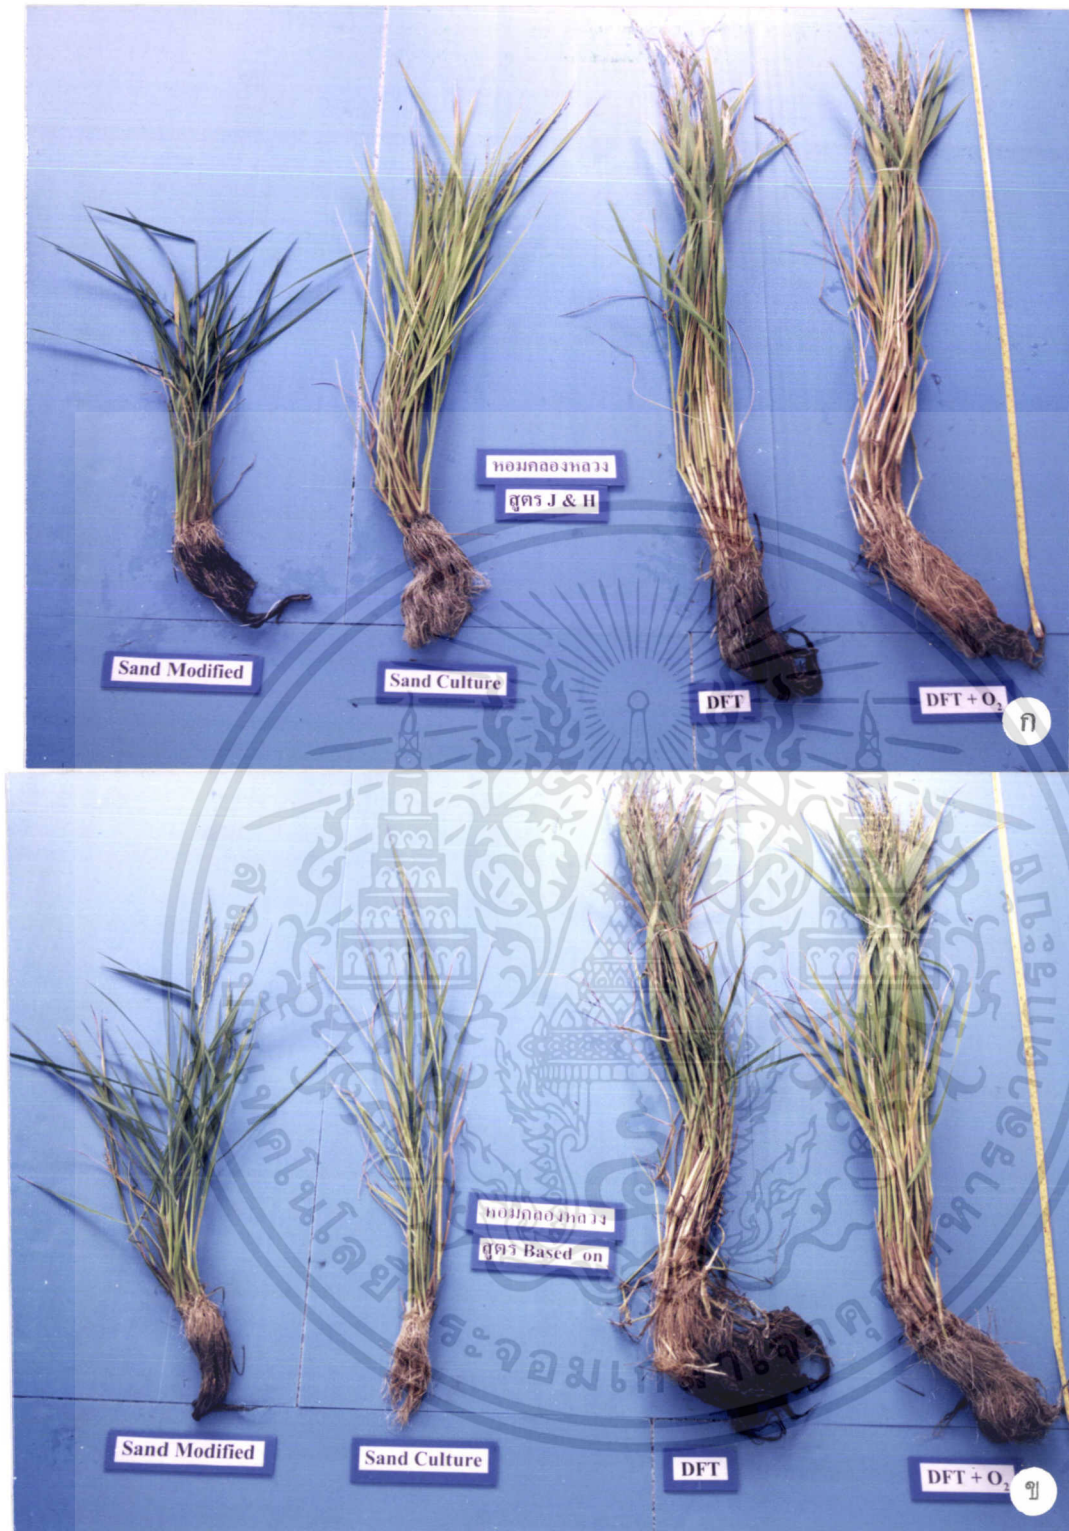 หอมคลองหลวง
สูตร J & H
Sand Modified
Sand Culture
DFT
DFT + O₂
ก
หอมคลองหลวง
สูตร Based on
Sand Modified
Sand Culture
DFT
DFT + O₂
ข